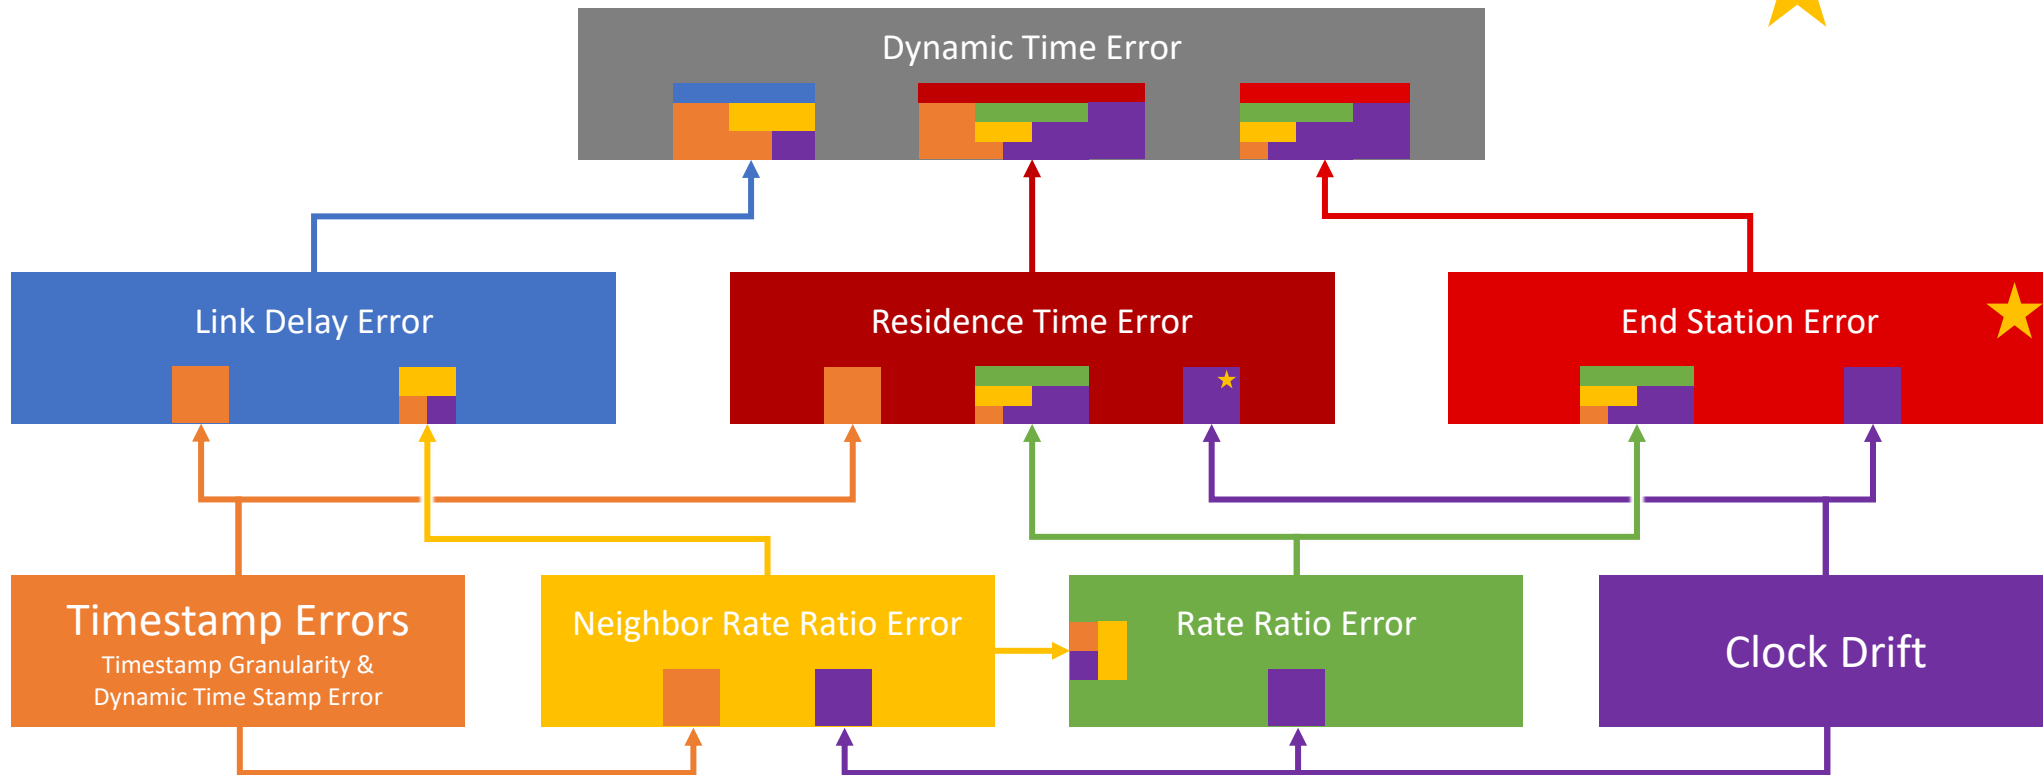 Dynamic Time Error
Link Delay Error
Residence Time Error
End Station Error
Timestamp Errors
Timestamp Granularity &
Dynamic Time Stamp Error
Neighbor Rate Ratio Error
Rate Ratio Error
Clock Drift